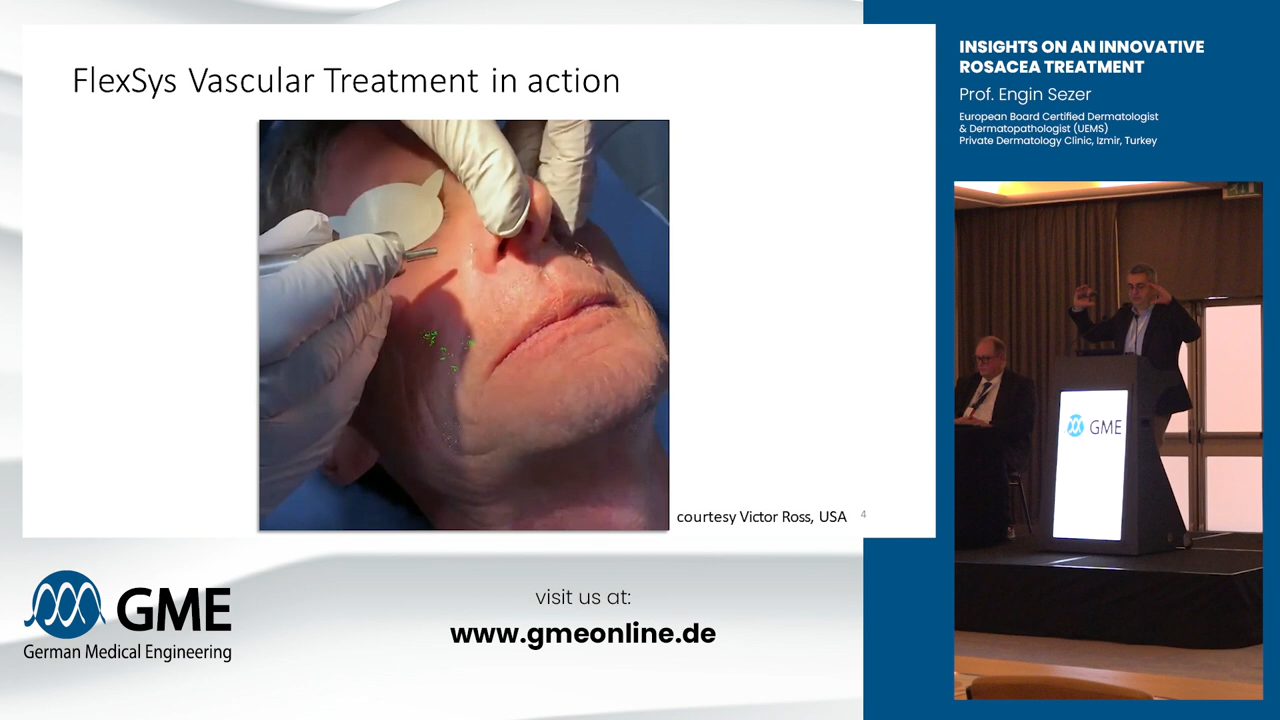 FlexSys Vascular Treatment in action
courtesy Victor Ross, USA
4
INSIGHTS ON AN INNOVATIVE
ROSACEA TREATMENT
Prof. Engin Sezer
European Board Certified Dermatologist
& Dermatopathologist (UEMS)
Private Dermatology Clinic, Izmir, Turkey
GME
GME
German Medical Engineering
visit us at:
www.gmeonline.de